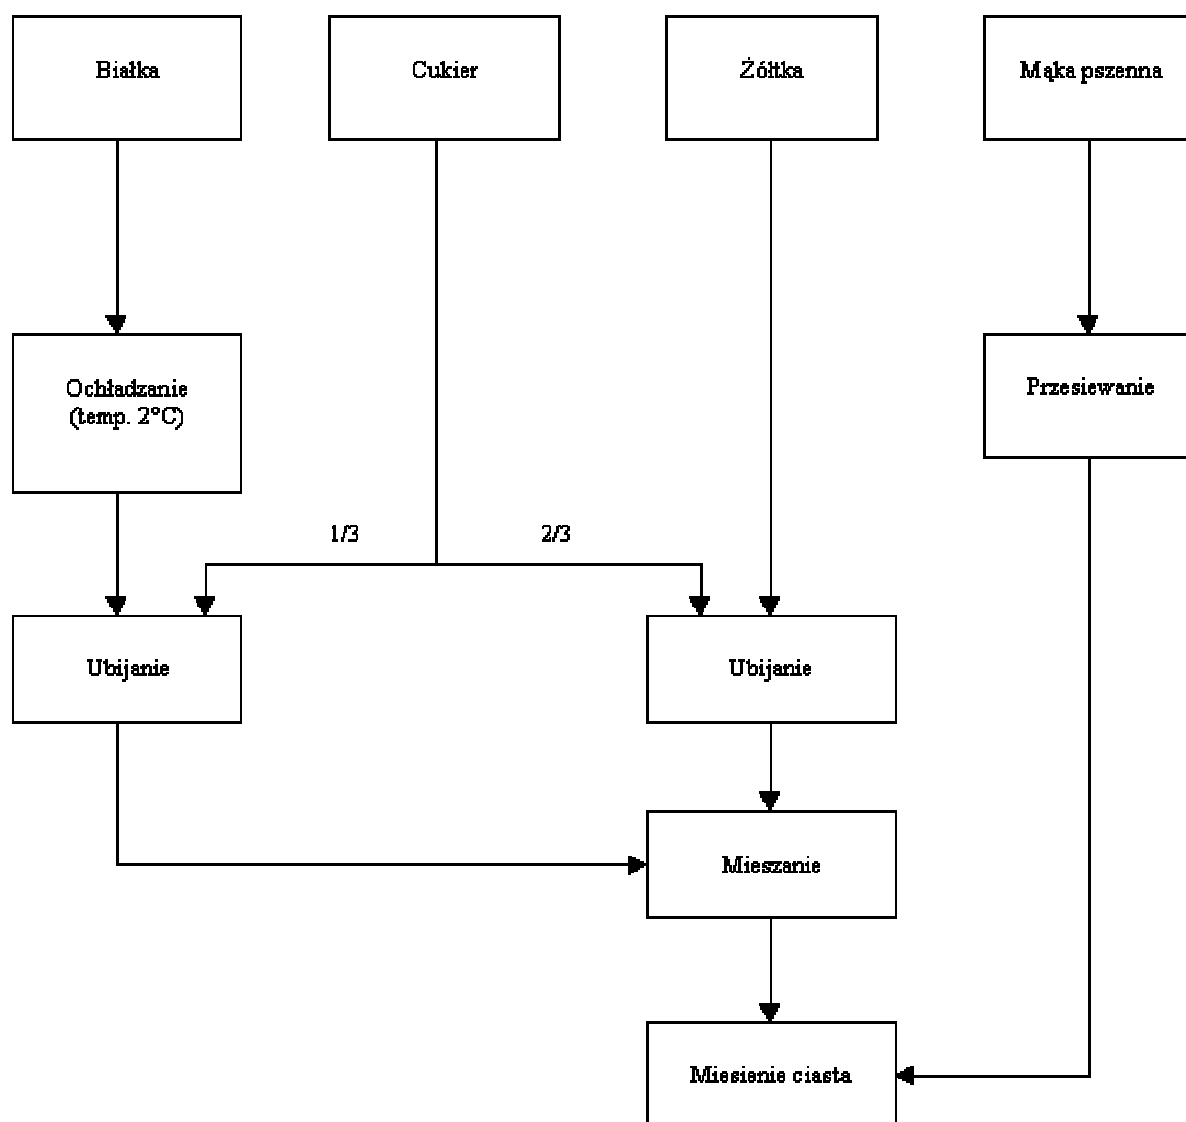 Białka
Cukier
Żółtka
Mąka pszenna
Ochładzanie
(temp. 2°C)
Przesiewanie
1/3
2/3
Ubijanie
Ubijanie
Mieszanie
Miesienie ciasta